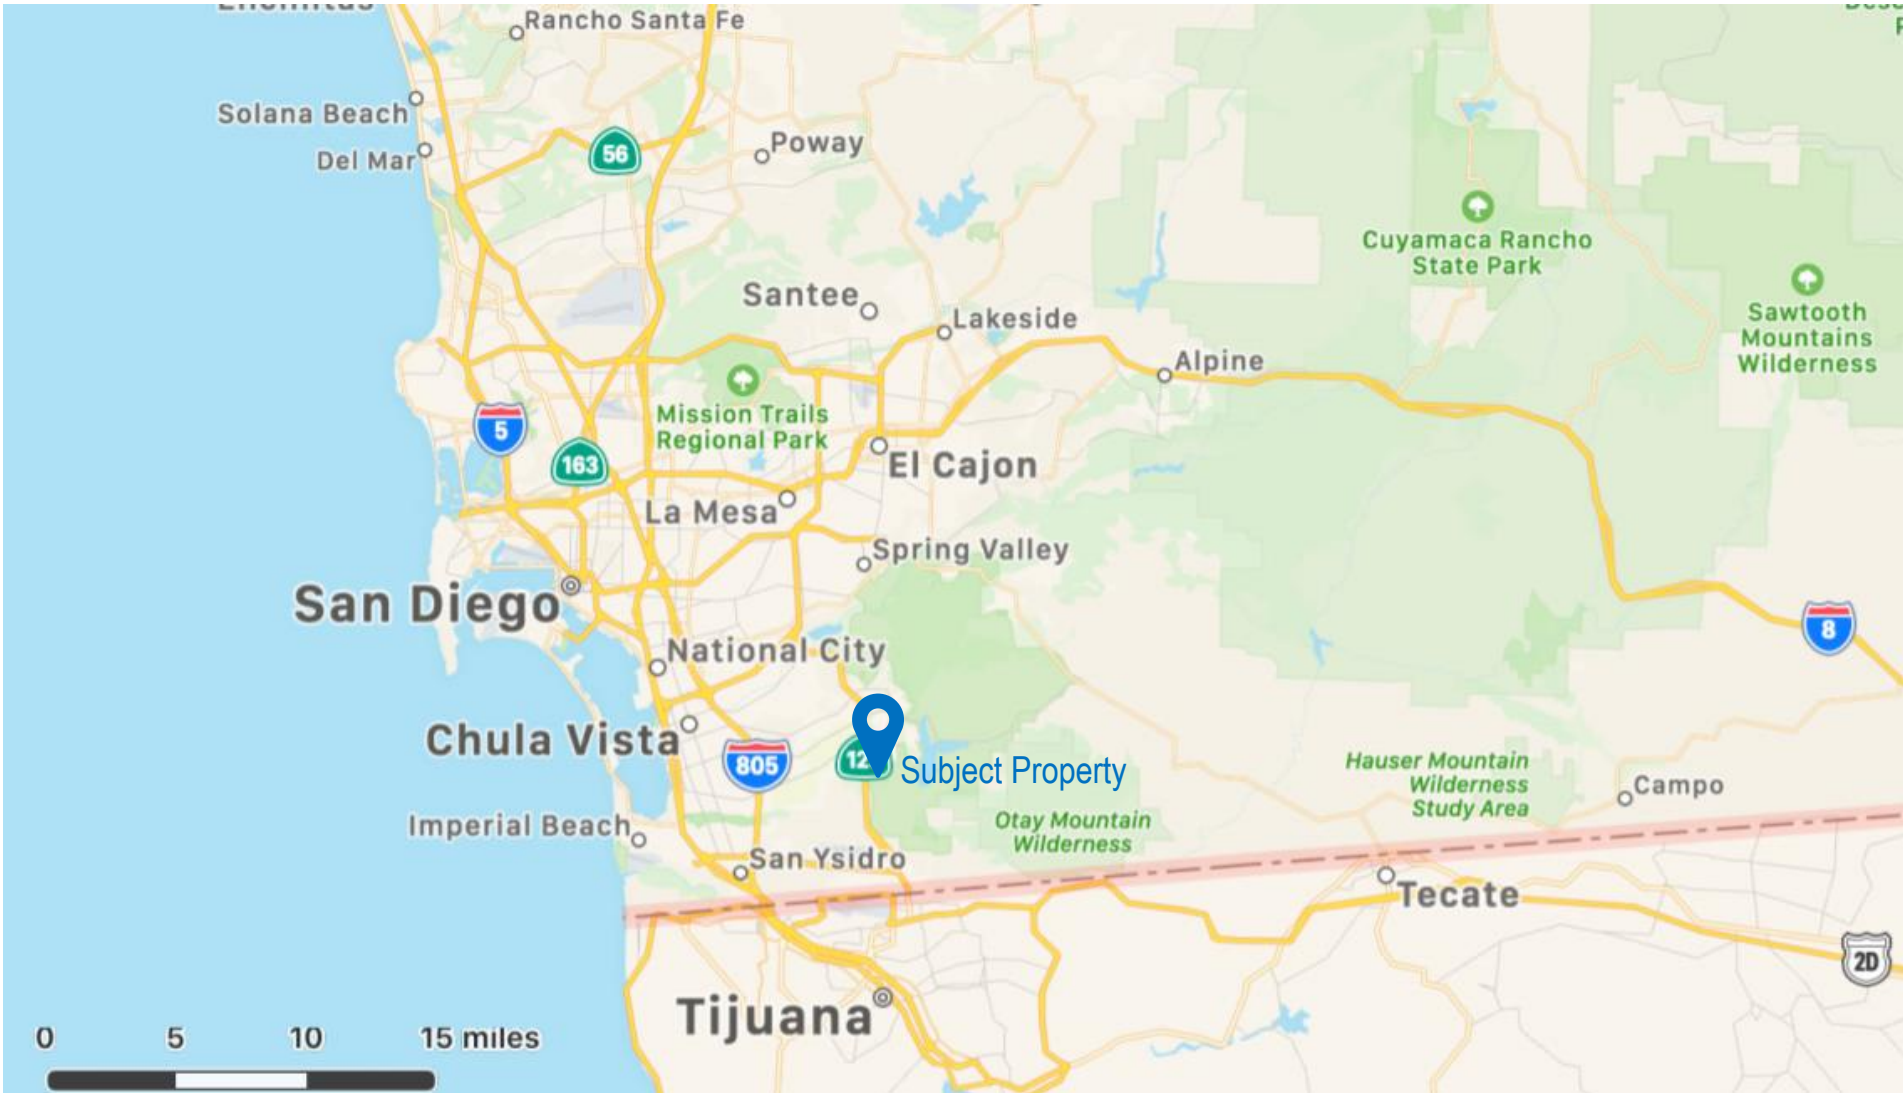 Rancho Santa Fe
Solana Beach
Del Mar
56
Poway
Cuyamaca Rancho
State Park
Santee
Lakeside
Sawtooth
Mountains
Wilderness
Alpine
Mission Trails
Regional Park
5
163
El Cajon
La Mesa
Spring Valley
San Diego
8
National City
Chula Vista
805
12
Subject Property
Hauser Mountain
Wilderness
Study Area
Campo
Imperial Beach
Otay Mountain
Wilderness
San Ysidro
Tecate
2D
Tijuana
0 5 10 15 miles